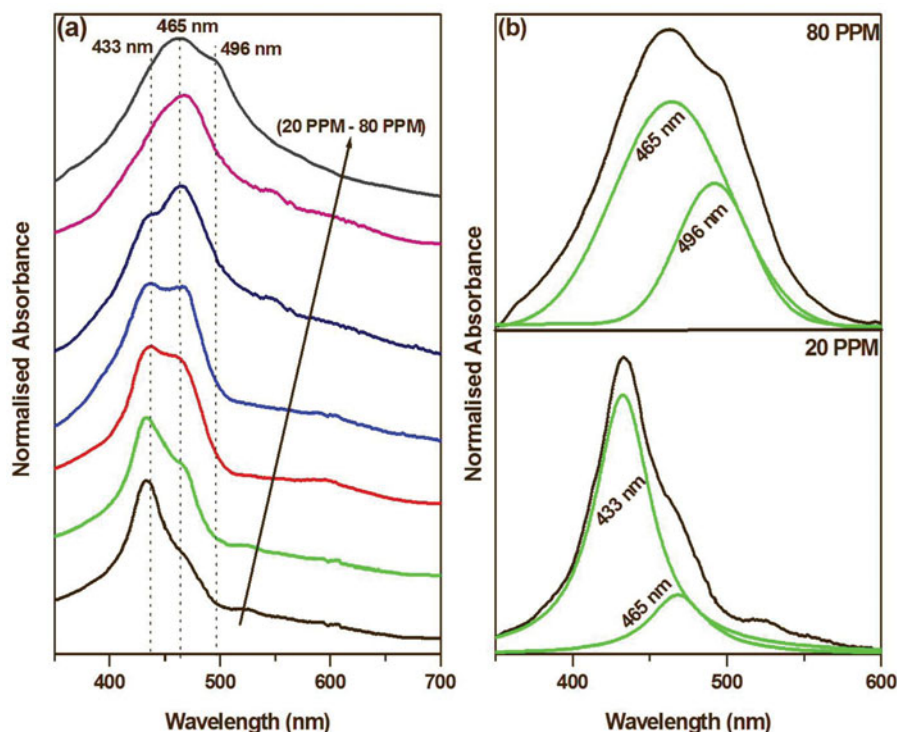 (a)
465 nm
433 nm
496 nm
(20 PPM - 80 PPM)
Normalised Absorbance
400
500
600
700
Wavelength (nm)
(b)
80 PPM
465 nm
496 nm
Normalised Absorbance
20 PPM
433 nm
465 nm
400
500
600
Wavelength (nm)